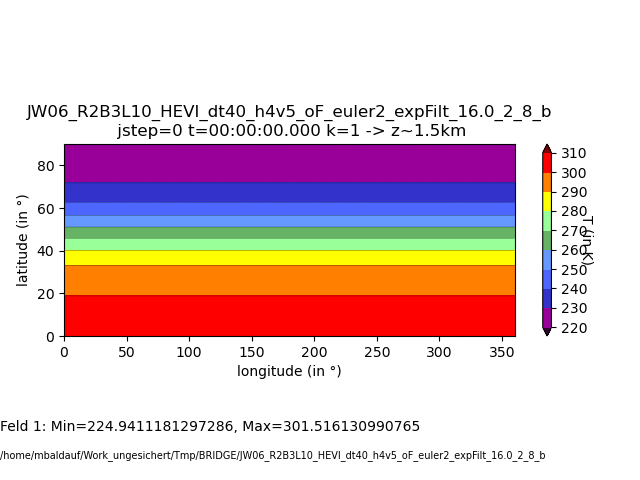 JW06_R2B3L10_HEVI_dt40_h4v5_oF_euler2_expFilt_16.0_2_8_b
jstep=0 t=00:00:00.000 k=1 -> z~1.5km
80
60
40
20
0
latitude (in °)
0 50 100 150 200 250 300 350
longitude (in °)
310
300
290
280
270
260
250
240
230
220
T (in K)
Feld 1: Min=224.9411181297286, Max=301.516130990765
/home/mbaldauf/Work_ungesichert/Tmp/BRIDGE/JW06_R2B3L10_HEVI_dt40_h4v5_oF_euler2_expFilt_16.0_2_8_b